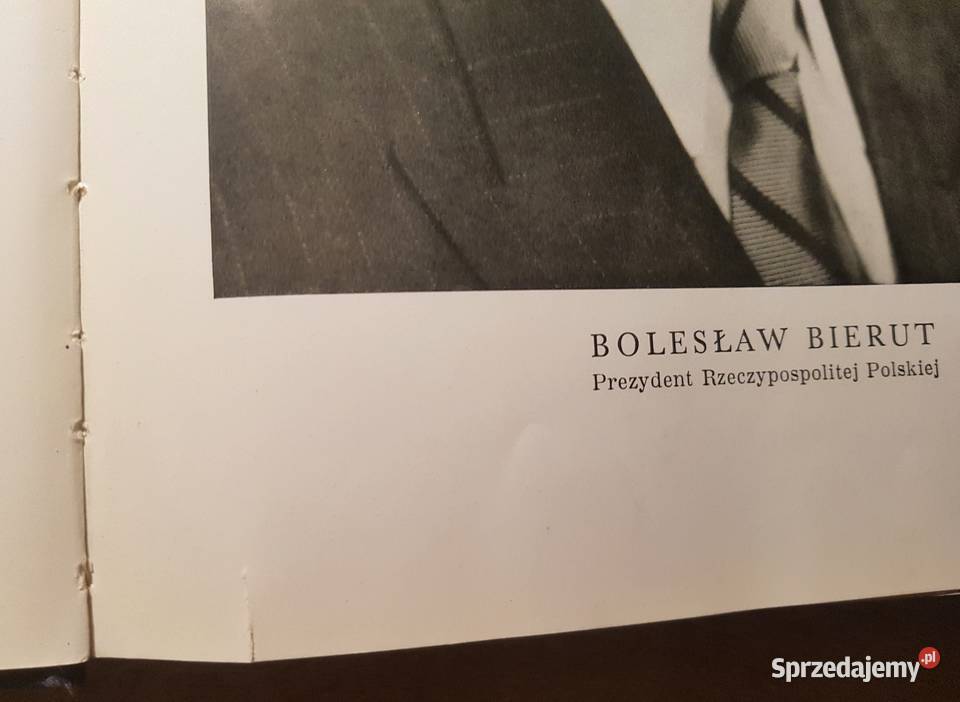 BOLESŁAW BIERUT
Prezydent Rzeczypospolitej Polskiej
Sprzedajemy.pl